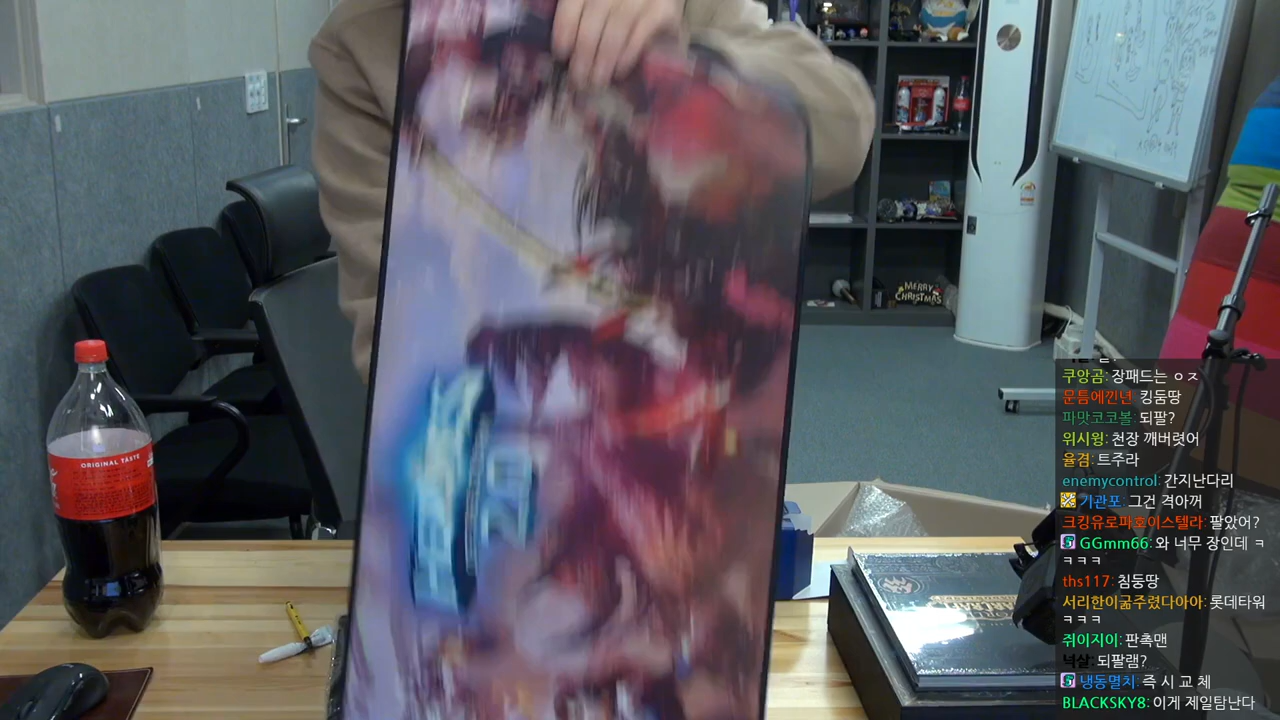 MERRY
CHRISTMAS
ORIGINAL TASTE
쿠앙곰: 장패드는 ㅇㅈ
문틈에낀년: 킹둠땅
파맛코코볼: 되팔?
위시윙: 천장 깨버렷어
율겸: 트주라
enemycontrol: 간지난다리
기관포: 그건 격아꺼
크킹유로파호이스텔라: 팔았어?
GGmm66: 와 너무 장인데 ㅋ
ㅋㅋㅋ
ths117: 침둥땅
서리한이굶주렸다아아: 롯데타워
ㅋㅋㅋ
쥐이지이: 판촉맨
넉살: 되팔램?
냉동멸치: 즉 시 교 체
BLACKSKY8: 이게 제일탐난다